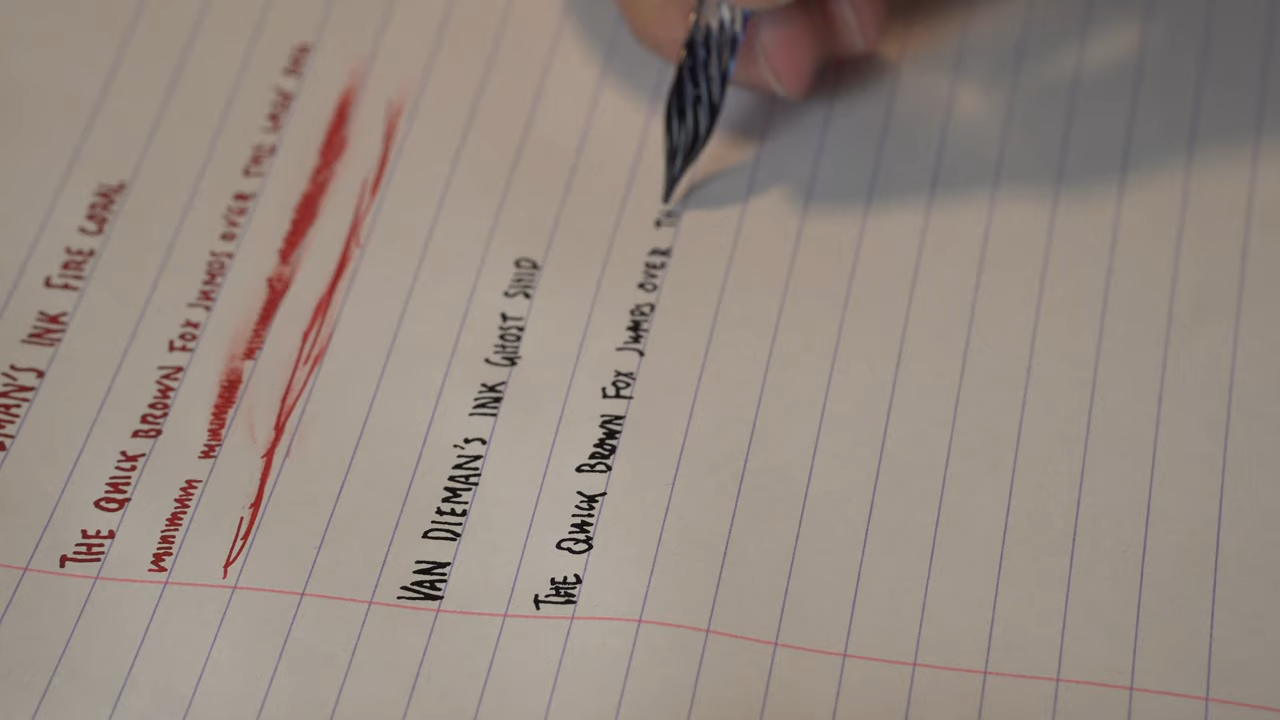 MAN'S INK FIRE CORAL
THE QUICK BROWN FOX JUMPS OVER THE LAZY DOG
minimum
VAN DIEMAN'S INK GHOST SHIP
THE QUICK BROWN FOX JUMPS OVER TH